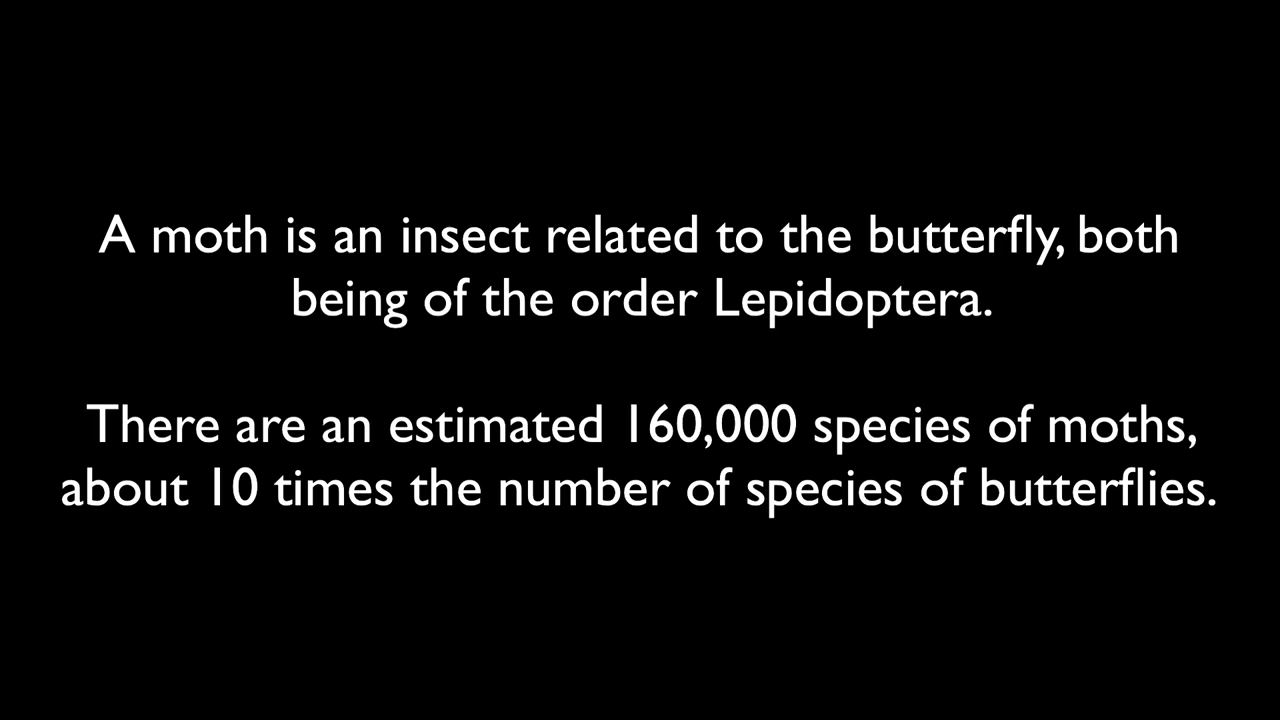 A moth is an insect related to the butterfly, both
being of the order Lepidoptera.
There are an estimated 160,000 species of moths,
about 10 times the number of species of butterflies.